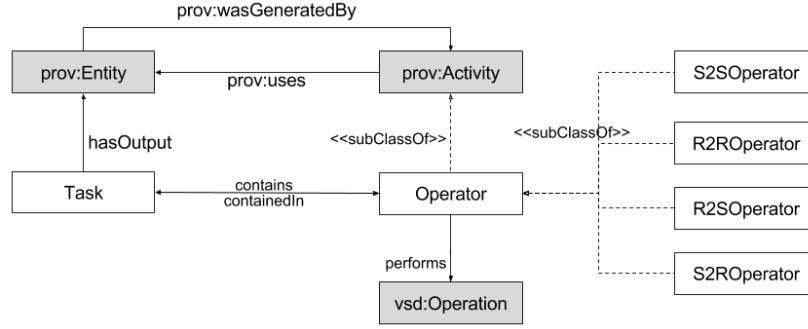 prov:wasGeneratedBy
prov:Entity
prov:Activity
prov:uses
S2SOperator
hasOutput
<<subClassOf>>
<<subClassOf>>
R2ROperator
Task
contains
containedIn
Operator
R2SOperator
performs
S2ROperator
vsd:Operation